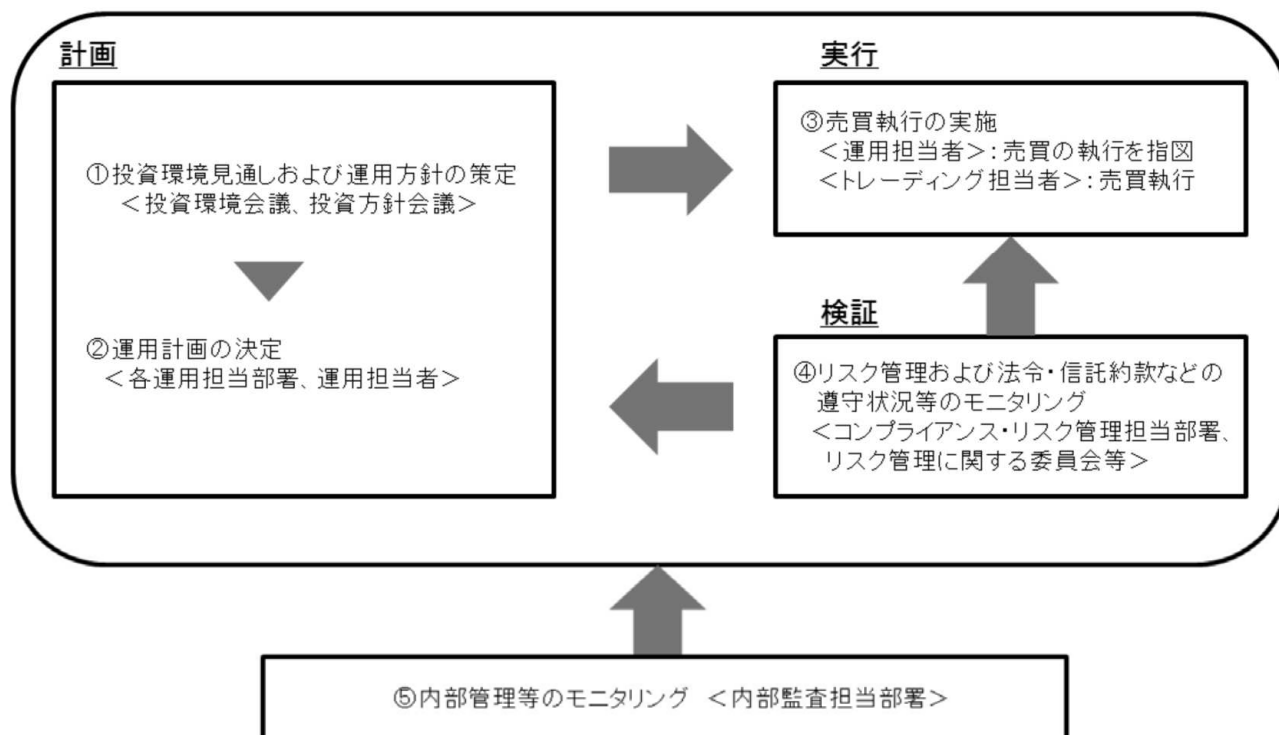 計画
①投資環境見通しおよび運用方針の策定
＜投資環境会議、投資方針会議＞
②運用計画の決定
＜各運用担当部署、運用担当者＞
実行
③売買執行の実施
＜運用担当者＞：売買の執行を指図
＜トレーディング担当者＞：売買執行
検証
④リスク管理および法令・信託約款などの
遵守状況等のモニタリング
＜コンプライアンス・リスク管理担当部署、
リスク管理に関する委員会等＞
⑤内部管理等のモニタリング ＜内部監査担当部署＞